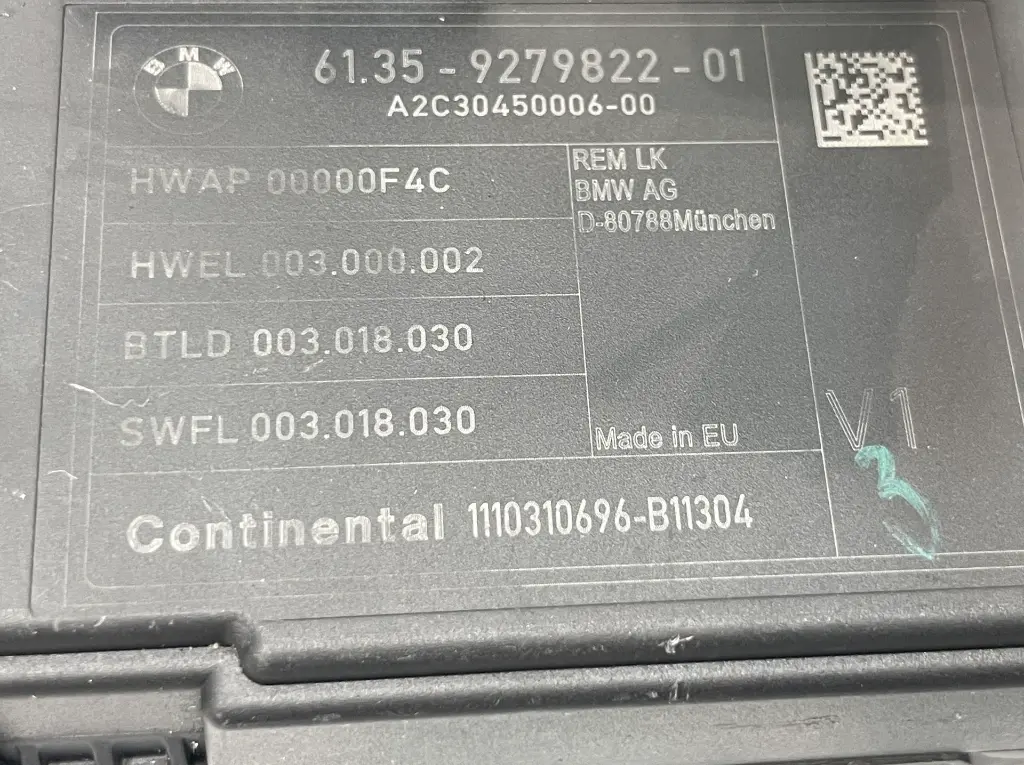 BMW
61.35 - 9279822 - 01
A2C30450006-00
HWAP 00000F4C
HWEL 003.000.002
BTLD 003.018.030
SWFL 003.018.030
REM LK
BMW AG
D-80788München
Made in EU
V1
3
Continental 1110310696-B11304